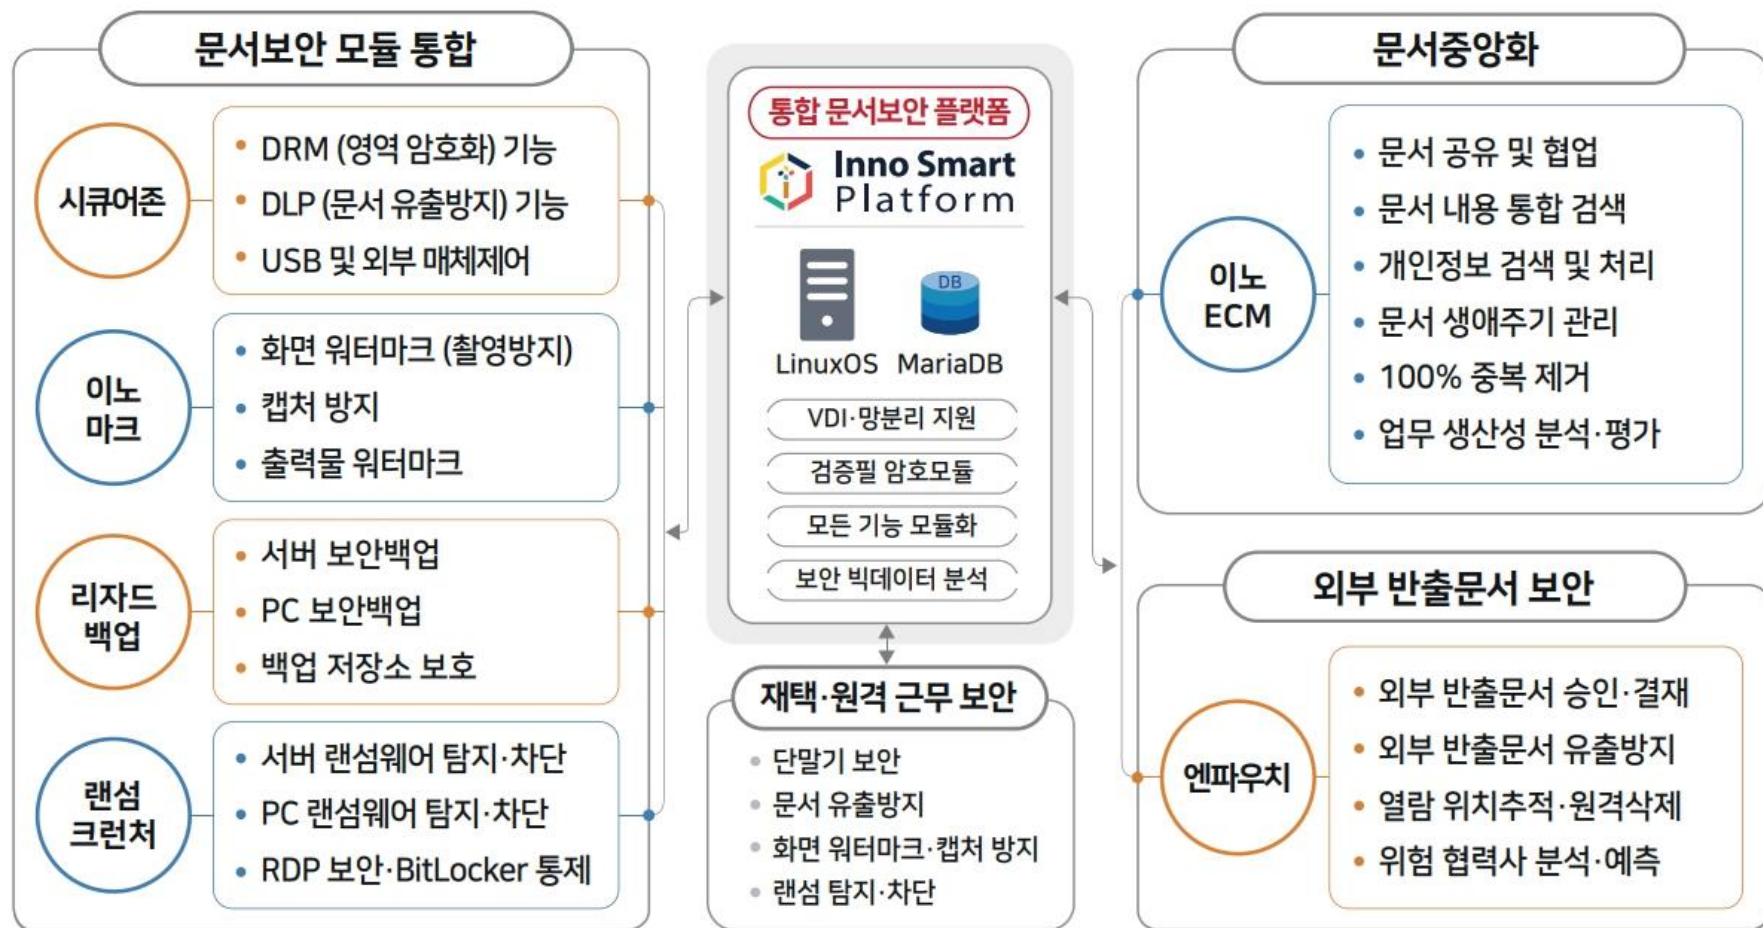 문서보안 모듈 통합
시큐어존
DRM (영역 암호화) 기능
DLP (문서 유출방지) 기능
USB 및 외부 매체제어
이노
마크
화면 워터마크 (촬영방지)
캡처 방지
출력물 워터마크
리자드
백업
서버 보안백업
PC 보안백업
백업 저장소 보호
랜섬
크런처
서버 랜섬웨어 탐지·차단
PC 랜섬웨어 탐지·차단
RDP 보안·BitLocker 통제
통합 문서보안 플랫폼
Inno Smart
Platform
DB
LinuxOS
MariaDB
VDI·망분리 지원
검증필 암호모듈
모든 기능 모듈화
보안 빅데이터 분석
재택·원격 근무 보안
단말기 보안
문서 유출방지
화면 워터마크·캡처 방지
랜섬 탐지·차단
문서중앙화
이노
ECM
문서 공유 및 협업
문서 내용 통합 검색
개인정보 검색 및 처리
문서 생애주기 관리
100% 중복 제거
업무 생산성 분석·평가
외부 반출문서 보안
엔파우치
외부 반출문서 승인·결재
외부 반출문서 유출방지
열람 위치추적·원격삭제
위험 협력사 분석·예측